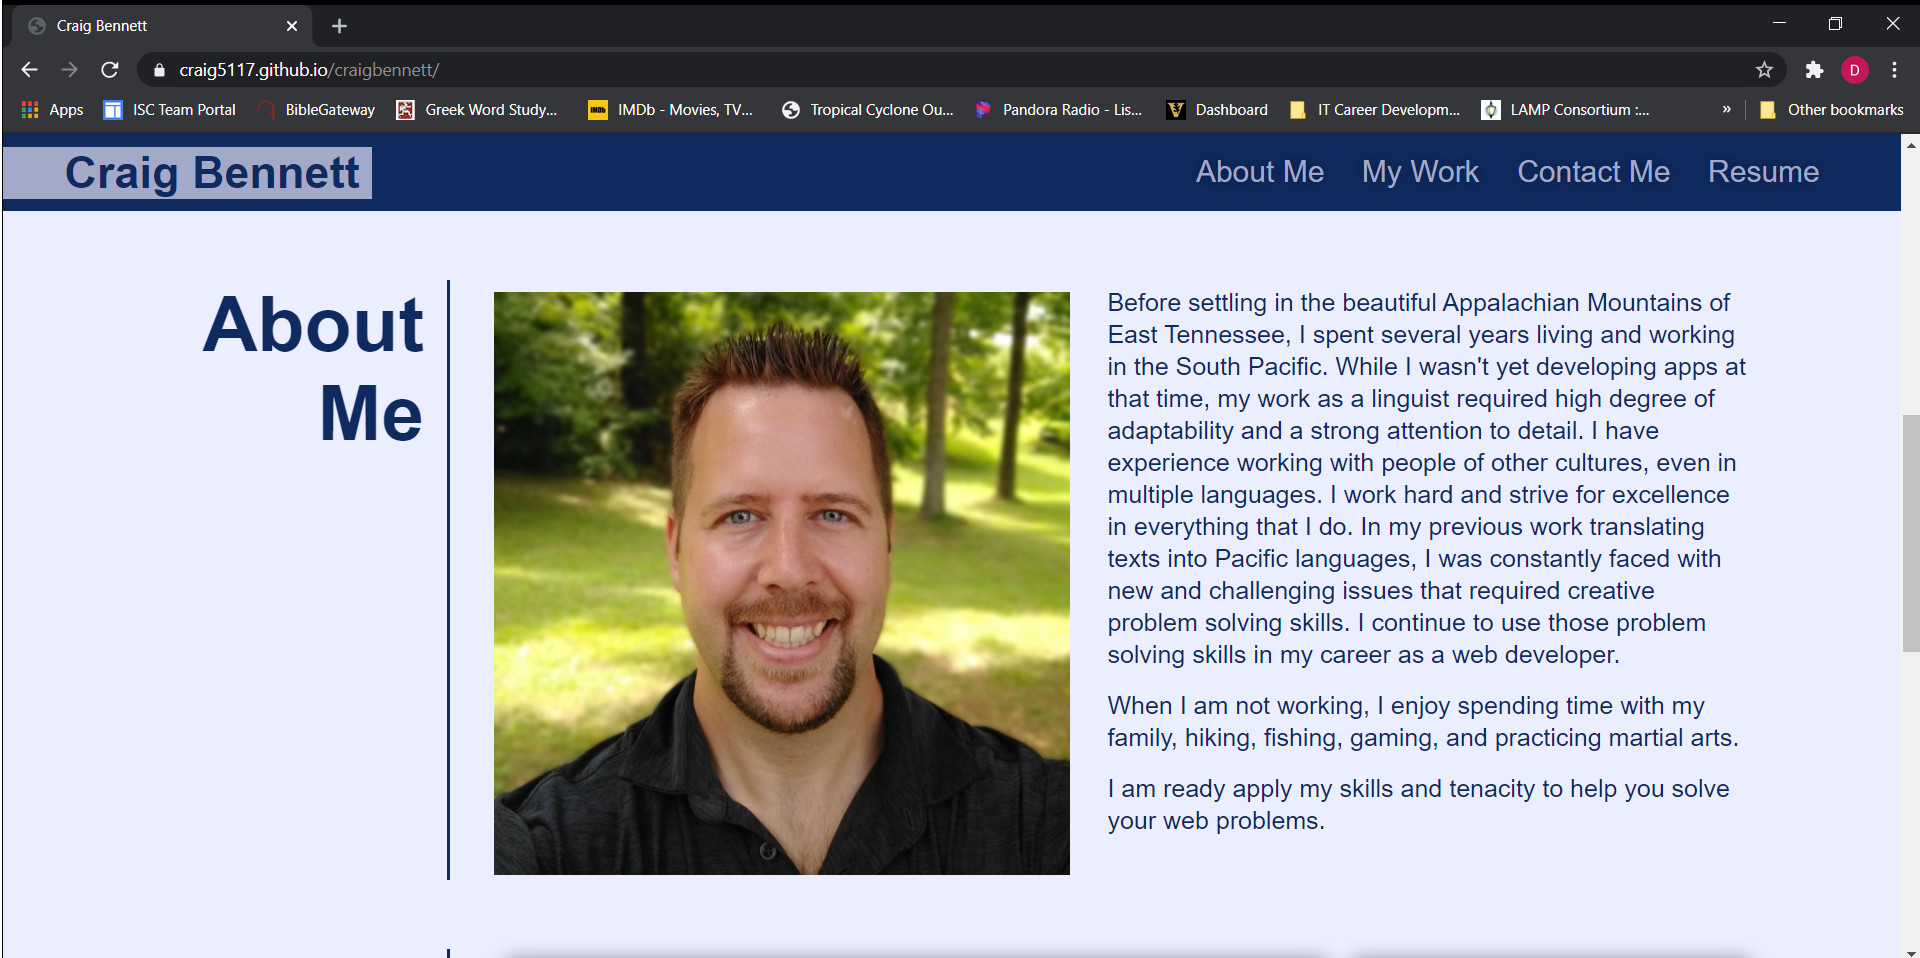 Craig Bennett
craig5117.github.io/craigbennett/
D
Apps
ISC Team Portal
BibleGateway
Greek Word Study...
IMDb
IMDb - Movies, TV...
Tropical Cyclone Ou...
Pandora Radio - Lis...
Dashboard
IT Career Developm...
LAMP Consortium :...
»
Other bookmarks
Craig Bennett
About Me
My Work
Contact Me
Resume
About
Me
Before settling in the beautiful Appalachian Mountains of
East Tennessee, I spent several years living and working
in the South Pacific. While I wasn't yet developing apps at
that time, my work as a linguist required high degree of
adaptability and a strong attention to detail. I have
experience working with people of other cultures, even in
multiple languages. I work hard and strive for excellence
in everything that I do. In my previous work translating
texts into Pacific languages, I was constantly faced with
new and challenging issues that required creative
problem solving skills. I continue to use those problem
solving skills in my career as a web developer.
When I am not working, I enjoy spending time with my
family, hiking, fishing, gaming, and practicing martial arts.
I am ready apply my skills and tenacity to help you solve
your web problems.